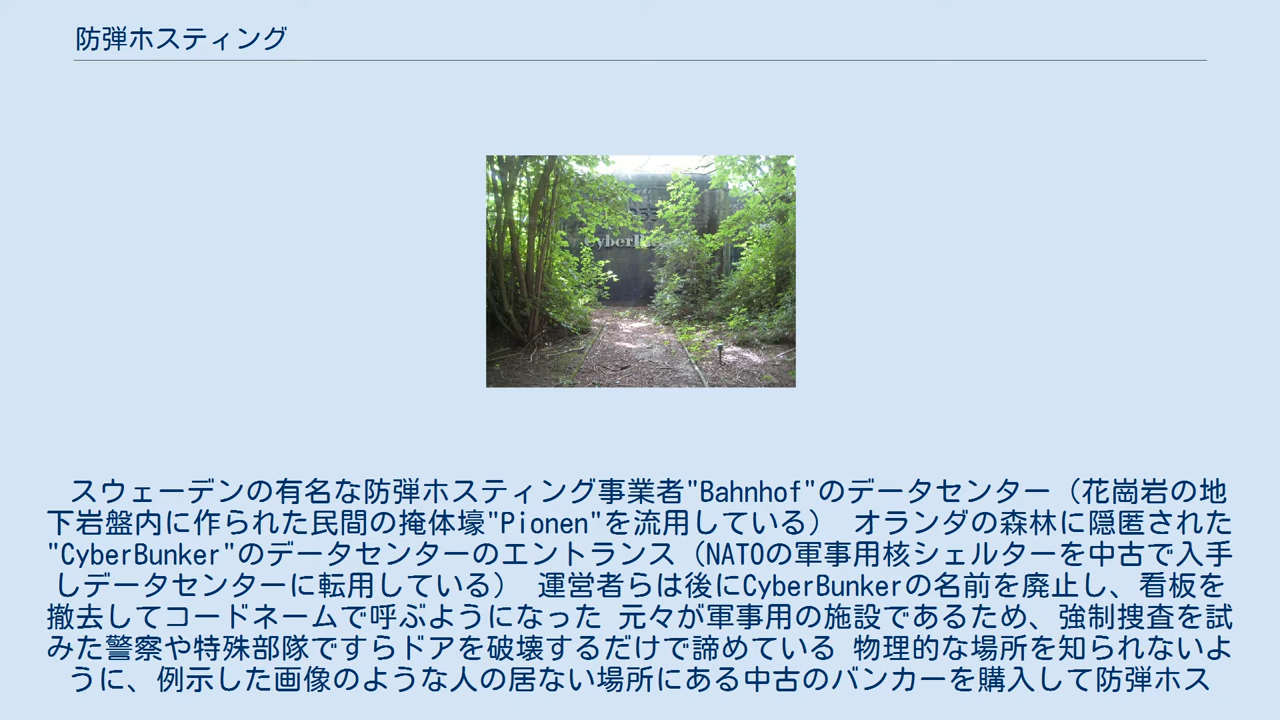 防弾ホスティング
スウェーデンの有名な防弾ホスティング事業者"Bahnhof"のデータセンター（花崗岩の地
下岩盤内に作られた民間の掩体壕"Pionen"を流用している） オランダの森林に隠匿された
"CyberBunker"のデータセンターのエントランス（NATOの軍事用核シェルターを中古で入手
しデータセンターに転用している） 運営者らは後にCyberBunkerの名前を廃止し、看板を
撤去してコードネームで呼ぶようになった 元々が軍事用の施設であるため、強制捜査を試
みた警察や特殊部隊ですらドアを破壊するだけで諦めている 物理的な場所を知られないよ
うに、例示した画像のような人の居ない場所にある中古のバンカーを購入して防弾ホス